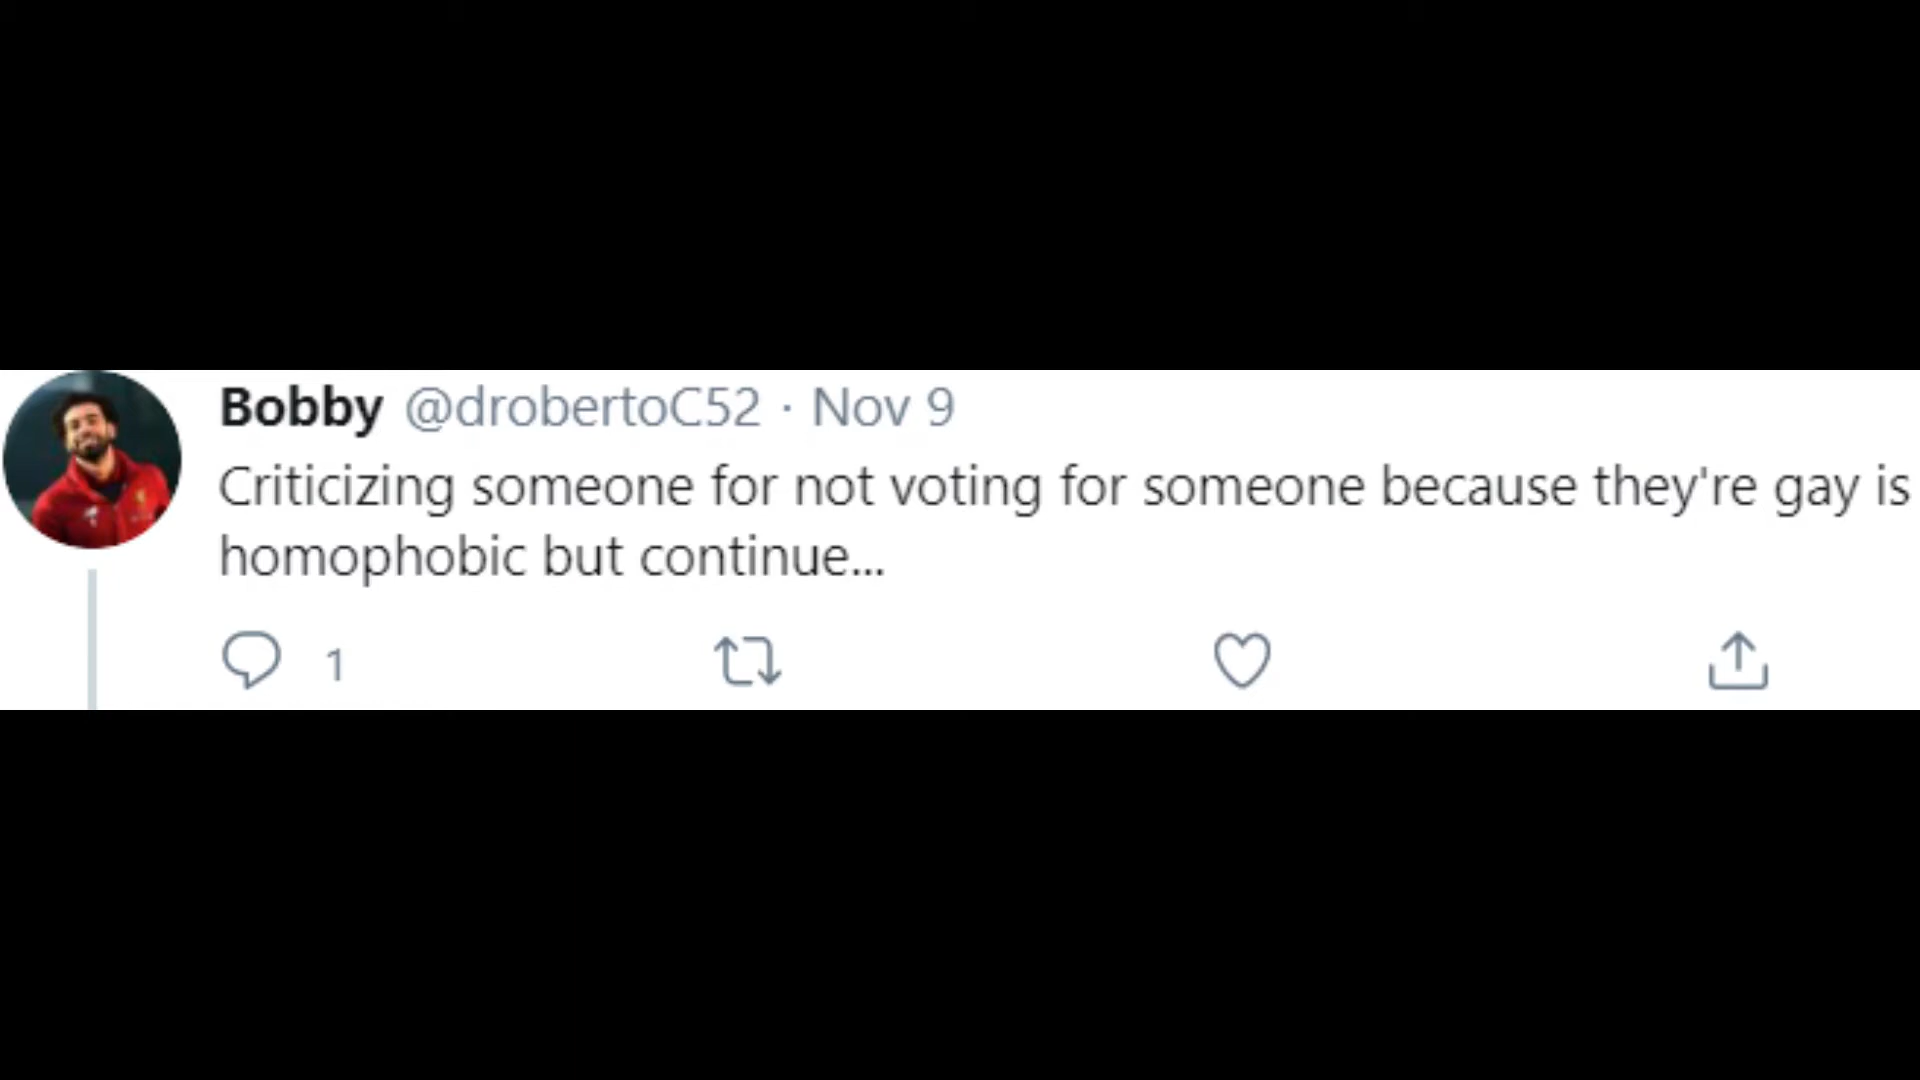 Bobby @drobertoC52 · Nov 9
Criticizing someone for not voting for someone because they're gay is
homophobic but continue...
1